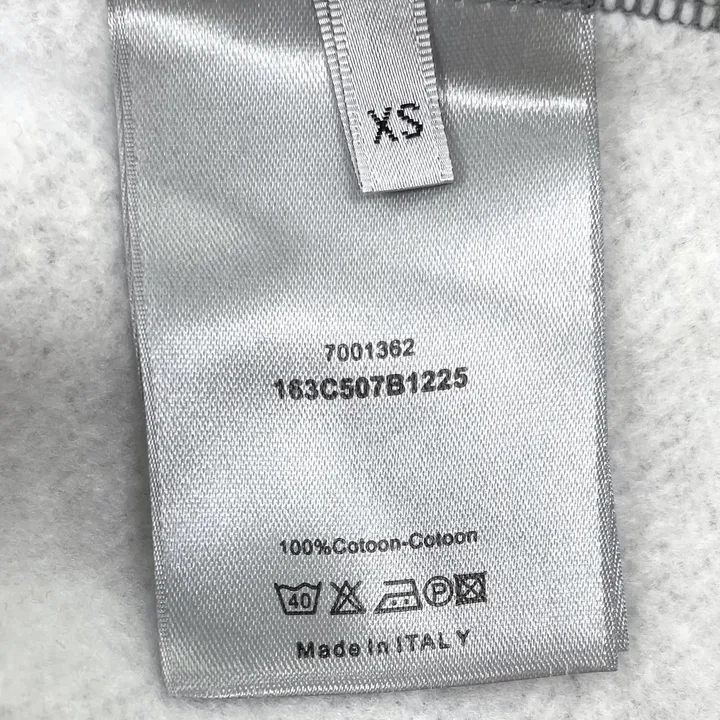 XS
7001362
163C507B1225
100%Cotoon-Cotoon
40 P
Made In ITALY